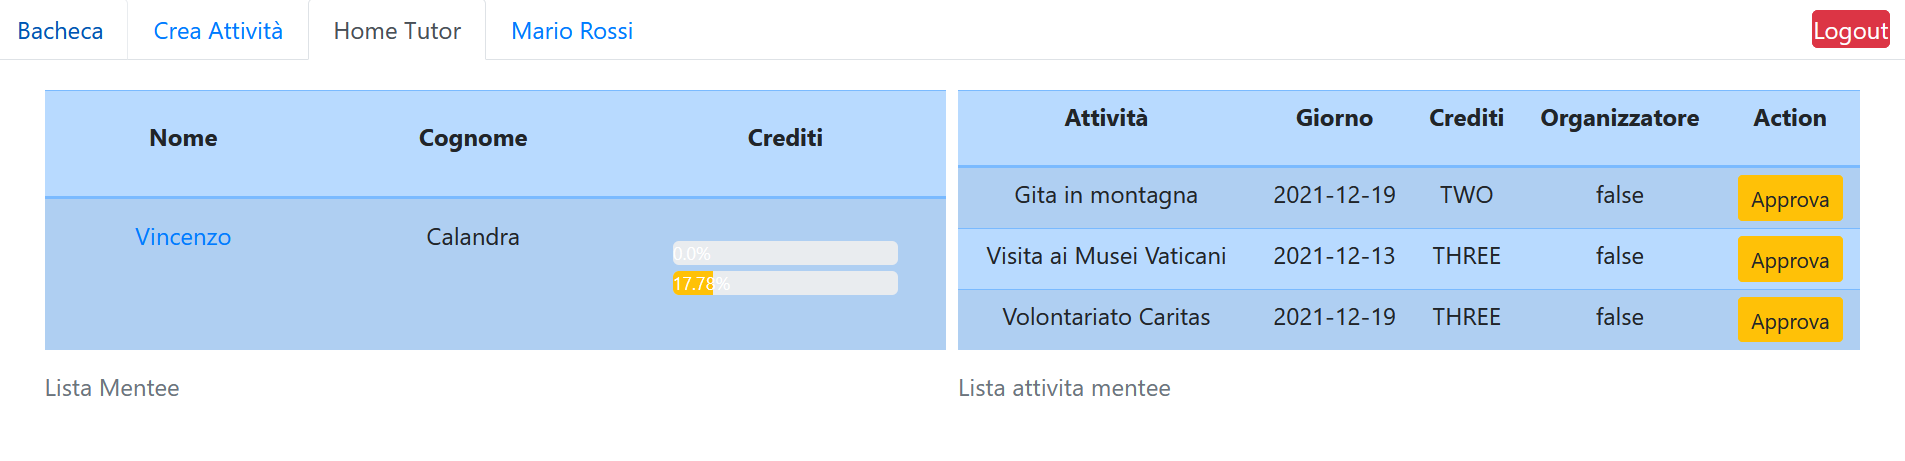 Bacheca Crea Attività Home Tutor Mario Rossi Logout
Nome Cognome Crediti
Vincenzo Calandra
0.0%
17.78%
Lista Mentee
Attività Giorno Crediti Organizzatore Action
Gita in montagna 2021-12-19 TWO false Approva
Visita ai Musei Vaticani 2021-12-13 THREE false Approva
Volontariato Caritas 2021-12-19 THREE false Approva
Lista attivita mentee